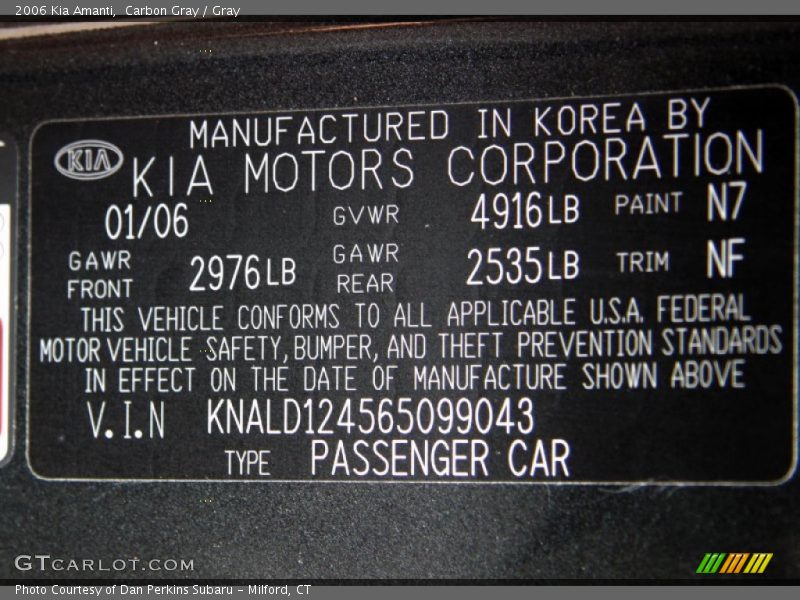 2006 Kia Amanti,  Carbon Gray / Gray
MANUFACTURED IN KOREA BY
KIA KIA MOTORS CORPORATION
01/06 GVWR 4916LB PAINT N7
GAWR FRONT 2976LB GAWR REAR 2535LB TRIM NF
THIS VEHICLE CONFORMS TO ALL APPLICABLE U.S.A. FEDERAL
MOTOR VEHICLE SAFETY, BUMPER, AND THEFT PREVENTION STANDARDS
IN EFFECT ON THE DATE OF MANUFACTURE SHOWN ABOVE
V.I.N KNALD124565099043
TYPE PASSENGER CAR
GTCARLOT.COM
Photo Courtesy of Dan Perkins Subaru - Milford, CT